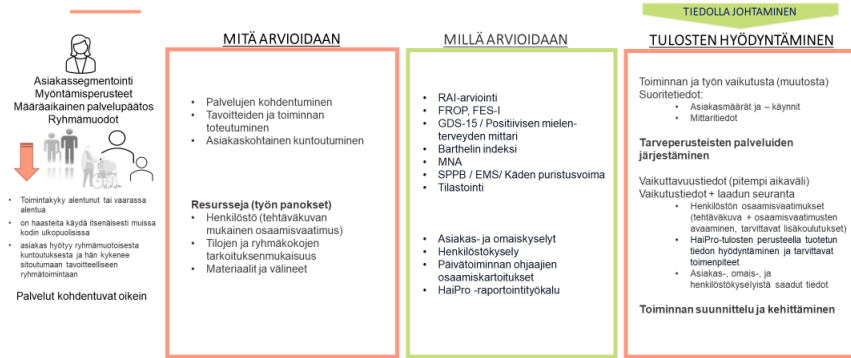 TIEDOLLA JOHTAMINEN
Asiakassegmentointi
Myöntämisperusteet
Määräaikainen palvelupäätos
Ryhmämuodot
• Toimintakyky alentunut tai vaarassa
alentua
• on haasteita käydä itsenäisesti muissa
kodin ulkopuolisissa
• asiakas hyötyy ryhmämuotoisesta
kuntoutuksesta ja hän kykenee
sitoutumaan tavoitteelliseen
ryhmätoimintaan
Palvelut kohdentuvat oikein
MITÄ ARVIOIDAAN
• Palvelujen kohdentuminen
• Tavoitteiden ja toiminnan
toteutuminen
• Asiakaskohtainen kuntoutuminen
Resursseja (työn panokset)
• Henkilöstö (tehtäväkuvan
mukainen osaamisvaatimus)
• Tilojen ja ryhmäkokojen
tarkoituksenmukaisuus
• Materiaalit ja välineet
MILLÄ ARVIOIDAAN
• RAI-arviointi
• FROP, FES-I
• GDS-15 / Positiivisen mielen-
terveyden mittari
• Barthelin indeksi
• MNA
• SPPB / EMS/ Käden puristusvoima
• Tilastointi
• Asiakas- ja omaiskyselyt
• Henkilöstökysely
• Päivätoiminnan ohjaajien
osaamiskartoitukset
• HaiPro -raportointityökalu
TULOSTEN HYÖDYNTÄMINEN
Toiminnan ja työn vaikutusta (muutosta)
Suoritetiedot:
• Asiakasmäärät ja – käynnit
• Mittaritiedot
Tarveperusteisten palveluiden
järjestäminen
Vaikuttavuustiedot (pitempi aikaväli)
Vaikutustiedot + laadun seuranta
• Henkilöstön osaamisvaatimukset
(tehtäväkuva + osaamisvaatimusten
avaaminen, tarvittavat lisäkoulutukset)
• HaiPro-tulosten perusteella tuotetun
tiedon hyödyntäminen ja tarvittavat
toimenpiteet
• Asiakas-, omais-, ja
henkilöstökyselyistä saadut tiedot
Toiminnan suunnittelu ja kehittäminen